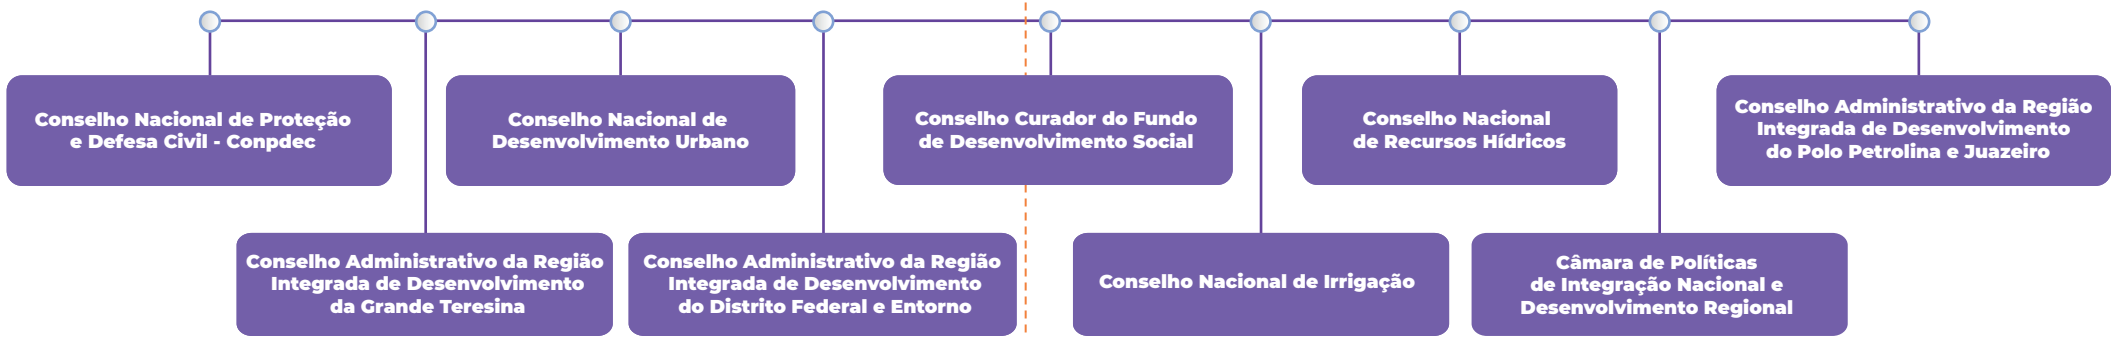 Conselho Nacional de Proteção
e Defesa Civil - Conpdec
Conselho Nacional de
Desenvolvimento Urbano
Conselho Curador do Fundo
de Desenvolvimento Social
Conselho Nacional
de Recursos Hídricos
Conselho Administrativo da Região
Integrada de Desenvolvimento
do Polo Petrolina e Juazeiro
Conselho Administrativo da Região
Integrada de Desenvolvimento
da Grande Teresina
Conselho Administrativo da Região
Integrada de Desenvolvimento
do Distrito Federal e Entorno
Conselho Nacional de Irrigação
Câmara de Políticas
de Integração Nacional e
Desenvolvimento Regional